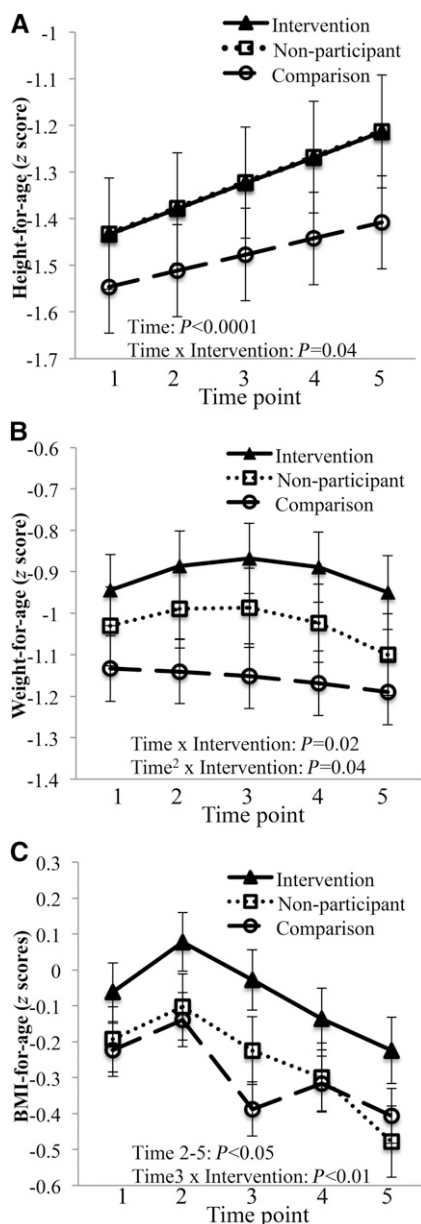 A
Height-for-age (z score)
-1
-1.1
-1.2
-1.3
-1.4
-1.5
-1.6
-1.7
Intervention
Non-participant
Comparison
Time: P<0.0001
Time x Intervention: P=0.04
1 2 3 4 5
Time point
B
Weight-for-age (z score)
-0.6
-0.7
-0.8
-0.9
-1
-1.1
-1.2
-1.3
-1.4
Intervention
Non-participant
Comparison
Time x Intervention: P=0.02
Time² x Intervention: P=0.04
1 2 3 4 5
Time point
C
BMI-for-age (z scores)
0.3
0.2
0.1
0
-0.1
-0.2
-0.3
-0.4
-0.5
-0.6
Intervention
Non-participant
Comparison
Time 2-5: P<0.05
Time3 x Intervention: P<0.01
1 2 3 4 5
Time point